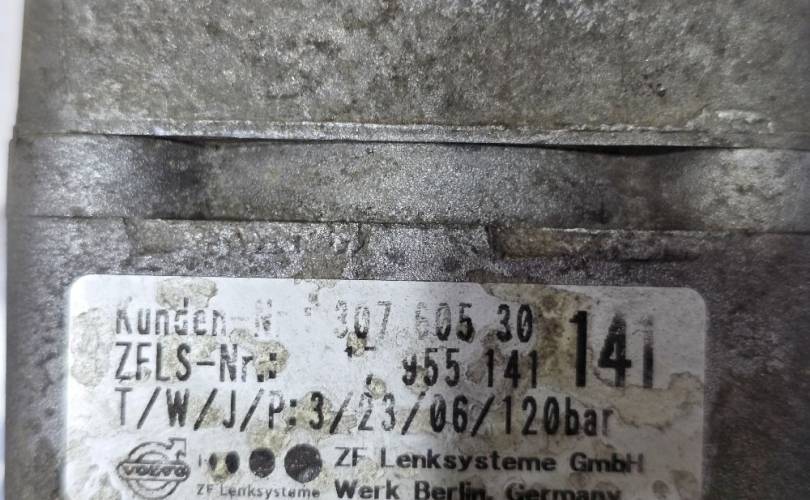 Kunden-Nr: 307 605 30
141
ZFLS-Nr.: 955 141
T/W/J/P:3/23/06/120bar
VOLVO
ZF Lenksysteme
ZF Lenksysteme GmbH
Werk Berlin, Germany